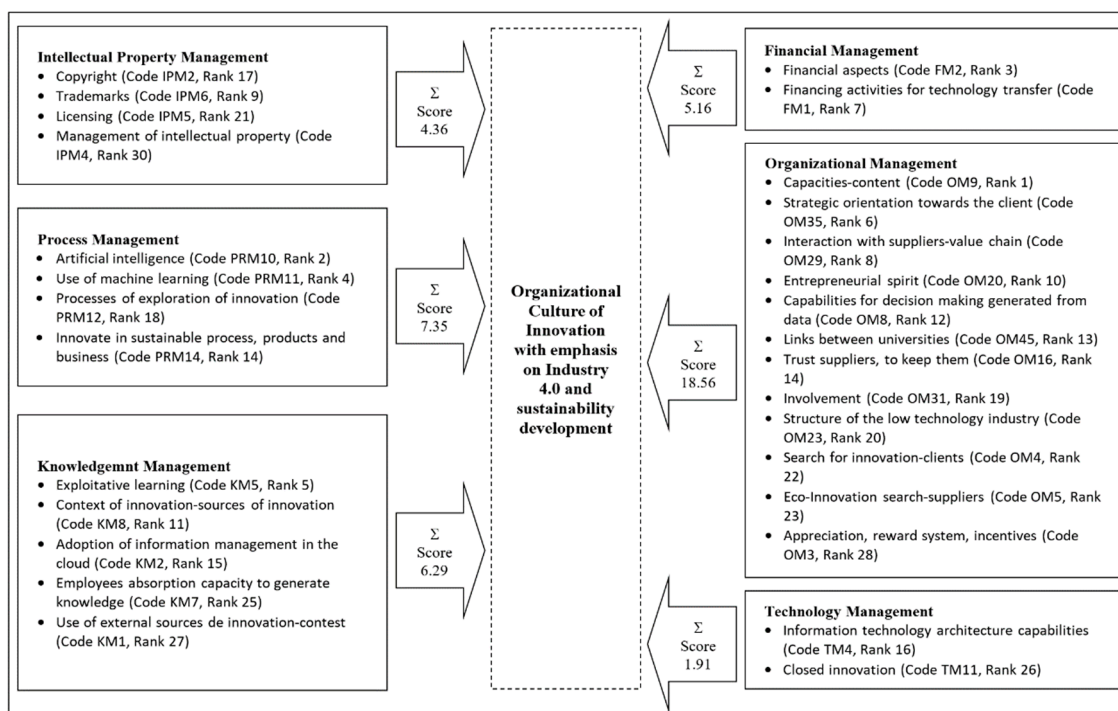 Intellectual Property Management
• Copyright (Code IPM2, Rank 17)
• Trademarks (Code IPM6, Rank 9)
• Licensing (Code IPM5, Rank 21)
• Management of intellectual property (Code
IPM4, Rank 30)
Σ
Score
4.36
Process Management
• Artificial intelligence (Code PRM10, Rank 2)
• Use of machine learning (Code PRM11, Rank 4)
• Processes of exploration of innovation (Code
PRM12, Rank 18)
• Innovate in sustainable process, products and
business (Code PRM14, Rank 14)
Σ
Score
7.35
Knowledgemnt Management
• Exploitative learning (Code KM5, Rank 5)
• Context of innovation-sources of innovation
(Code KM8, Rank 11)
• Adoption of information management in the
cloud (Code KM2, Rank 15)
• Employees absorption capacity to generate
knowledge (Code KM7, Rank 25)
• Use of external sources de innovation-contest
(Code KM1, Rank 27)
Σ
Score
6.29
Organizational
Culture of
Innovation
with emphasis
on Industry
4.0 and
sustainability
development
Σ
Score
5.16
Financial Management
• Financial aspects (Code FM2, Rank 3)
• Financing activities for technology transfer (Code
FM1, Rank 7)
Σ
Score
18.56
Organizational Management
• Capacities-content (Code OM9, Rank 1)
• Strategic orientation towards the client (Code
OM35, Rank 6)
• Interaction with suppliers-value chain (Code
OM29, Rank 8)
• Entrepreneurial spirit (Code OM20, Rank 10)
• Capabilities for decision making generated from
data (Code OM8, Rank 12)
• Links between universities (Code OM45, Rank 13)
• Trust suppliers, to keep them (Code OM16, Rank
14)
• Involvement (Code OM31, Rank 19)
• Structure of the low technology industry (Code
OM23, Rank 20)
• Search for innovation-clients (Code OM4, Rank
22)
• Eco-Innovation search-suppliers (Code OM5, Rank
23)
• Appreciation, reward system, incentives (Code
OM3, Rank 28)
Σ
Score
1.91
Technology Management
• Information technology architecture capabilities
(Code TM4, Rank 16)
• Closed innovation (Code TM11, Rank 26)